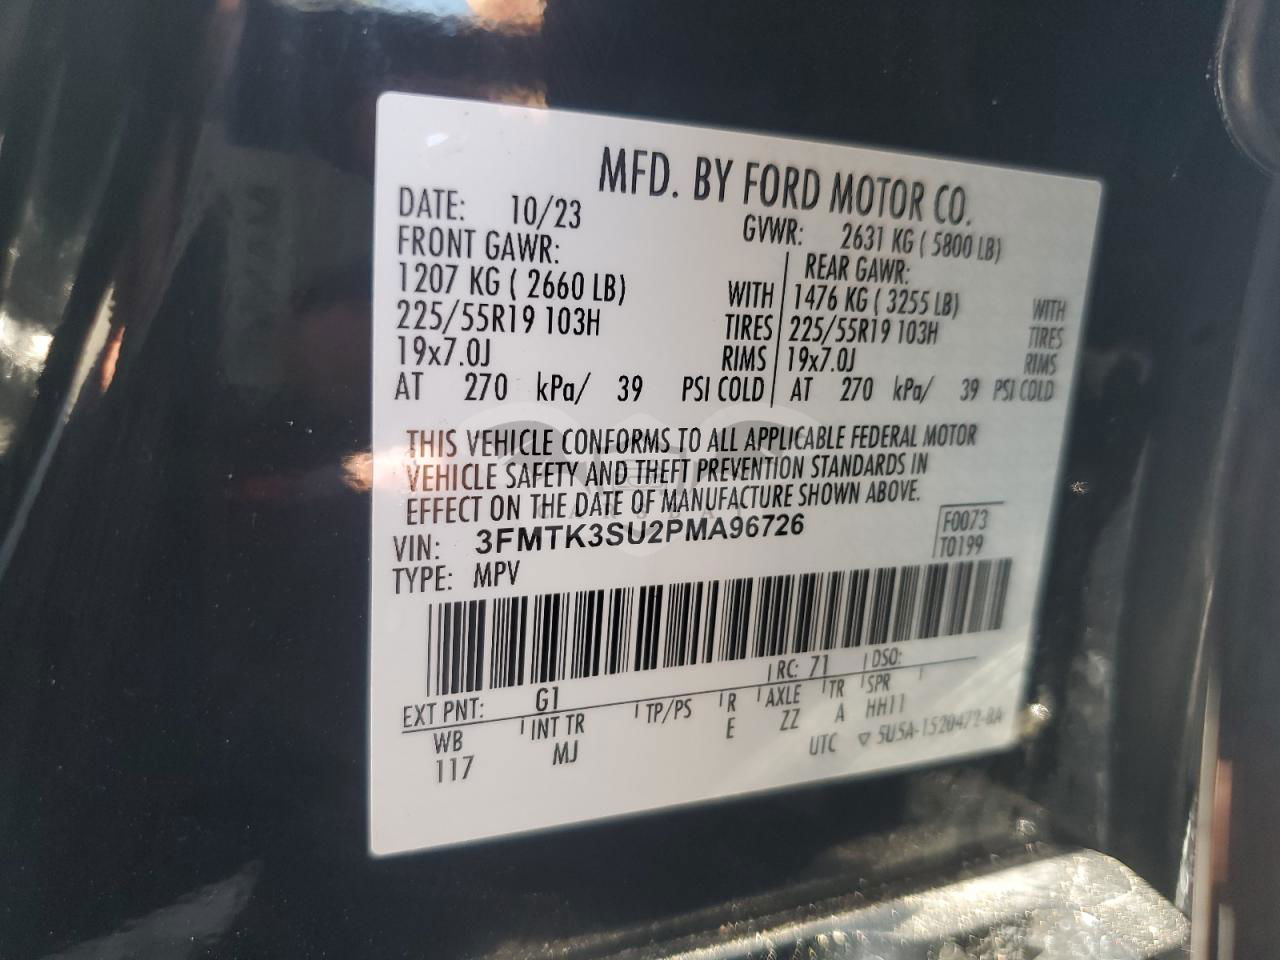 MFD. BY FORD MOTOR CO.
DATE: 10/23 GVWR: 2631 KG ( 5800 LB)
FRONT GAWR: REAR GAWR:
1207 KG ( 2660 LB) WITH 1476 KG ( 3255 LB) WITH
225/55R19 103H TIRES 225/55R19 103H TIRES
19x7.0J RIMS 19x7.0J RIMS
AT 270 kPa/ 39 PSI COLD AT 270 kPa/ 39 PSI COLD
THIS VEHICLE CONFORMS TO ALL APPLICABLE FEDERAL MOTOR
VEHICLE SAFETY AND THEFT PREVENTION STANDARDS IN
EFFECT ON THE DATE OF MANUFACTURE SHOWN ABOVE.
VIN: 3FMTK3SU2PMA96726 F0073
TYPE: MPV T0199
EXT PNT: G1 RC: 71 DSO:
WB INT TR TP/PS R AXLE TR SPR
117 MJ E ZZ A HH11
UTC ▽ 5U5A-1520472-BA